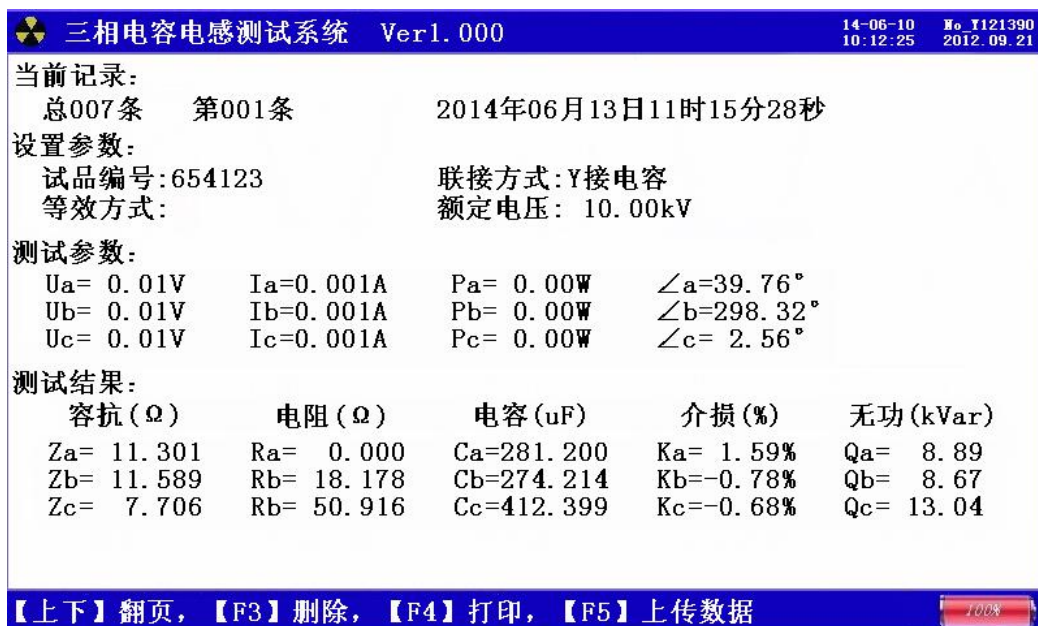 三相电容电感测试系统 Ver1.000 14-06-10 No_Y121390
10:12:25 2012.09.21
当前记录:
总007条 第001条 2014年06月13日11时15分28秒
设置参数:
试品编号:654123 联接方式:Y接电容
等效方式: 额定电压: 10.00kV
测试参数:
Ua= 0.01V Ia=0.001A Pa= 0.00W ∠a=39.76°
Ub= 0.01V Ib=0.001A Pb= 0.00W ∠b=298.32°
Uc= 0.01V Ic=0.001A Pc= 0.00W ∠c= 2.56°
测试结果:
容抗(Ω) 电阻(Ω) 电容(uF) 介损(%) 无功(kVar)
Za= 11.301 Ra= 0.000 Ca=281.200 Ka= 1.59% Qa= 8.89
Zb= 11.589 Rb= 18.178 Cb=274.214 Kb=-0.78% Qb= 8.67
Zc= 7.706 Rb= 50.916 Cc=412.399 Kc=-0.68% Qc= 13.04
【上下】翻页,【F3】删除,【F4】打印,【F5】上传数据 100%